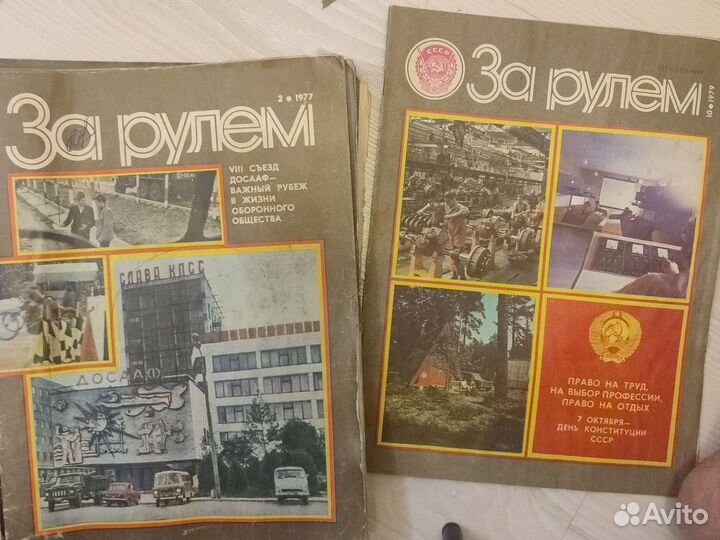 За рулем
2 • 1977
VIII СЪЕЗД
ДОСААФ—
ВАЖНЫЙ РУБЕЖ
В ЖИЗНИ
ОБОРОННОГО
ОБЩЕСТВА
СЛАВА КПСС
ДОСААФ
СССР
За рулем
10 • 1979
ПРАВО НА ТРУД,
НА ВЫБОР ПРОФЕССИИ,
ПРАВО НА ОТДЫХ
7 ОКТЯБРЯ—
ДЕНЬ КОНСТИТУЦИИ
СССР
Avito